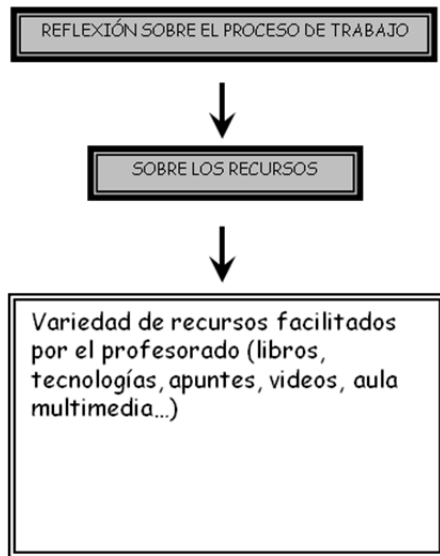 REFLEXIÓN SOBRE EL PROCESO DE TRABAJO
SOBRE LOS RECURSOS
Variedad de recursos facilitados
por el profesorado (libros,
tecnologías, apuntes, videos, aula
multimedia...)